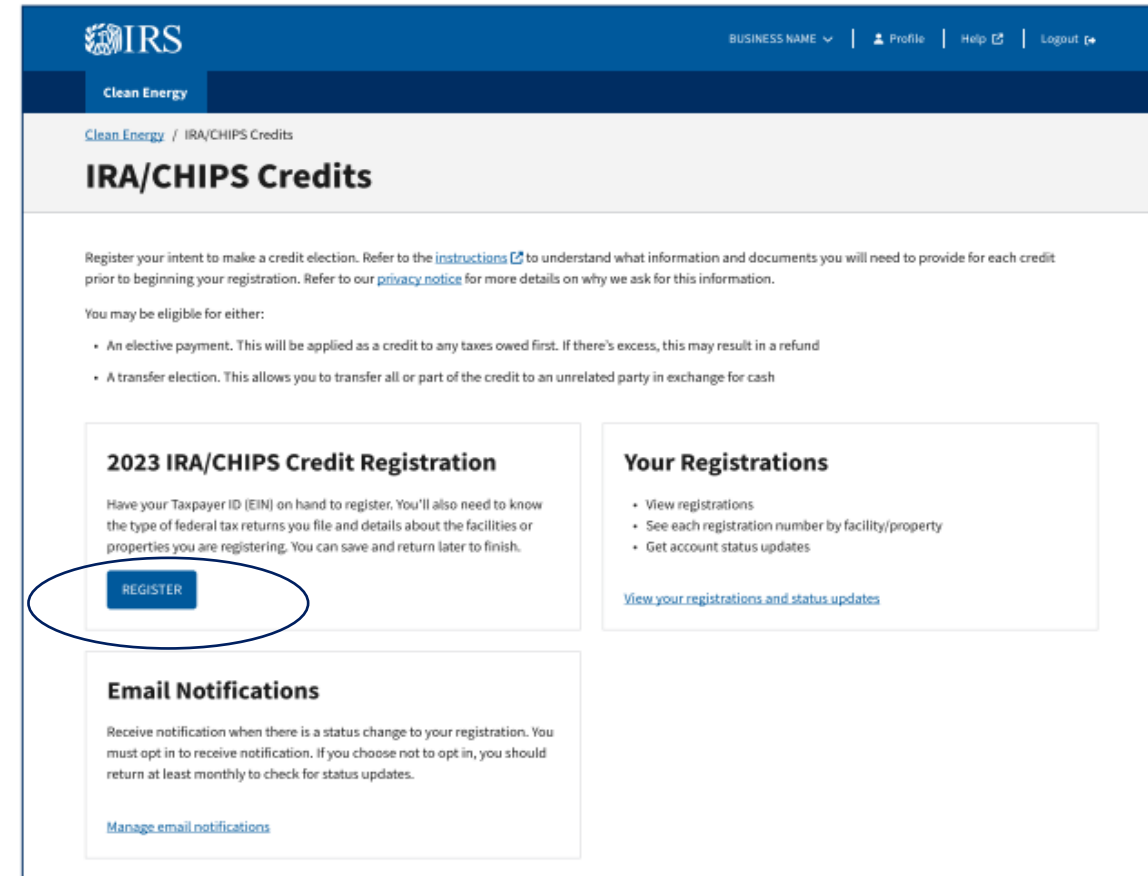 IRS
BUSINESS NAME
Profile
Help
Logout
Clean Energy
Clean Energy / IRA/CHIPS Credits
IRA/CHIPS Credits
Register your intent to make a credit election. Refer to the instructions to understand what information and documents you will need to provide for each credit
prior to beginning your registration. Refer to our privacy notice for more details on why we ask for this information.
You may be eligible for either:
• An elective payment. This will be applied as a credit to any taxes owed first. If there's excess, this may result in a refund
• A transfer election. This allows you to transfer all or part of the credit to an unrelated party in exchange for cash
2023 IRA/CHIPS Credit Registration
Have your Taxpayer ID (EIN) on hand to register. You'll also need to know
the type of federal tax returns you file and details about the facilities or
properties you are registering. You can save and return later to finish.
REGISTER
Your Registrations
• View registrations
• See each registration number by facility/property
• Get account status updates
View your registrations and status updates
Email Notifications
Receive notification when there is a status change to your registration. You
must opt in to receive notification. If you choose not to opt in, you should
return at least monthly to check for status updates.
Manage email notifications